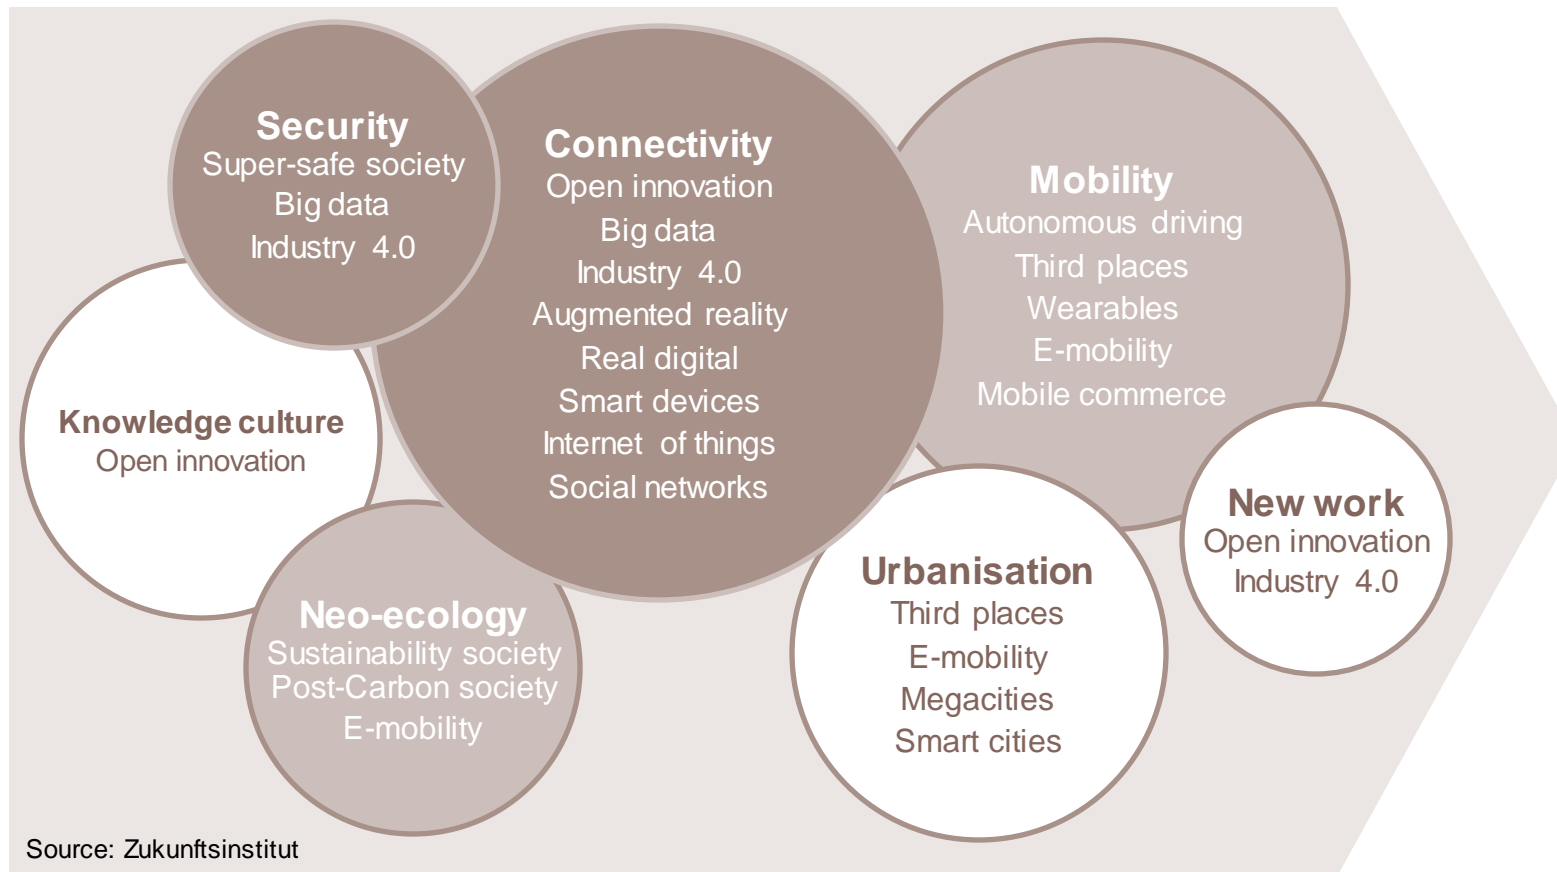 Security
Super-safe society
Big data
Industry 4.0
Connectivity
Open innovation
Big data
Industry 4.0
Augmented reality
Real digital
Smart devices
Internet of things
Social networks
Mobility
Autonomous driving
Third places
Wearables
E-mobility
Mobile commerce
Knowledge culture
Open innovation
New work
Open innovation
Industry 4.0
Neo-ecology
Sustainability society
Post-Carbon society
E-mobility
Urbanisation
Third places
E-mobility
Megacities
Smart cities
Source: Zukunftsinstitut